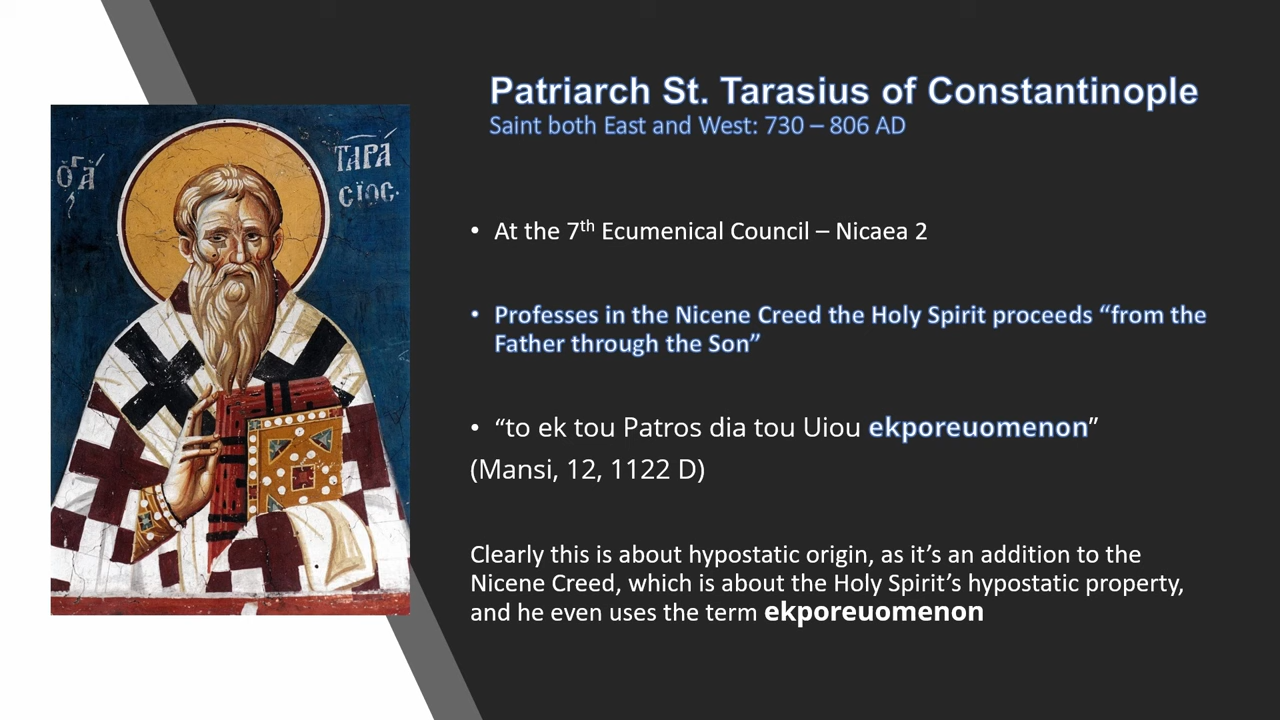 Patriarch St. Tarasius of Constantinople
Saint both East and West: 730 – 806 AD
ὁ ἅγ
ΤΑΡΆ
CΪΟC·
• At the 7th Ecumenical Council – Nicaea 2
• Professes in the Nicene Creed the Holy Spirit proceeds “from the
Father through the Son”
• “to ek tou Patros dia tou Uiou ekporeuomenon”
(Mansi, 12, 1122 D)
Clearly this is about hypostatic origin, as it’s an addition to the
Nicene Creed, which is about the Holy Spirit’s hypostatic property,
and he even uses the term ekporeuomenon